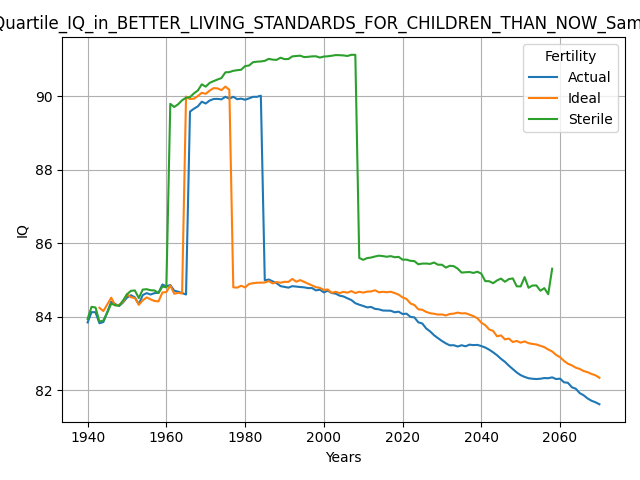 Quartile_IQ_in_BETTER_LIVING_STANDARDS_FOR_CHILDREN_THAN_NOW_Sam
Fertility
Actual
Ideal
Sterile
IQ
90
88
86
84
82
1940 1960 1980 2000 2020 2040 2060
Years